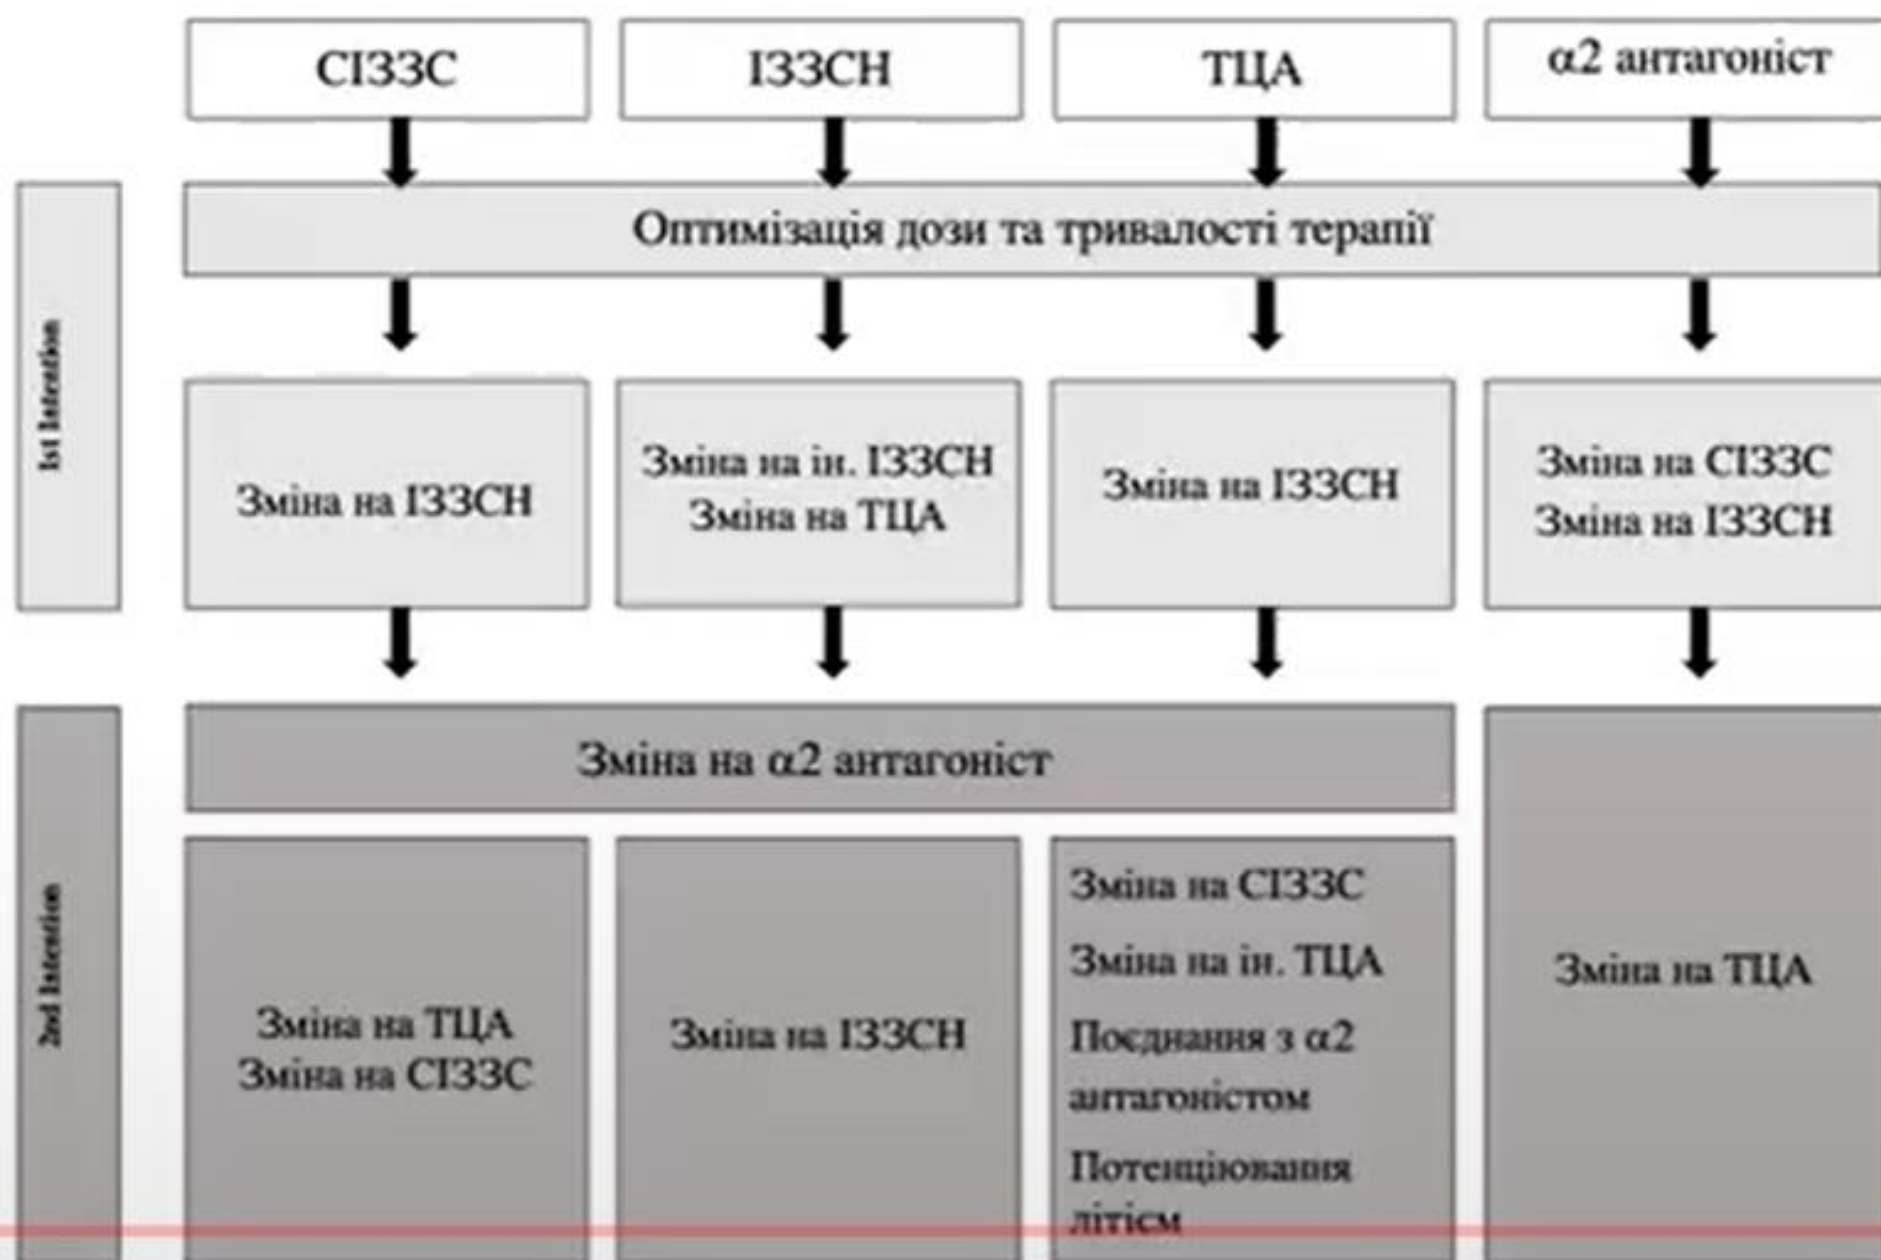 СІЗЗС
ІЗЗСН
ТЦА
α2 антагоніст
Оптимізація дози та тривалості терапії
1st Intention
Зміна на ІЗЗСН
Зміна на ін. ІЗЗСН
Зміна на ТЦА
Зміна на ІЗЗСН
Зміна на СІЗЗС
Зміна на ІЗЗСН
2nd Intention
Зміна на α2 антагоніст
Зміна на ТЦА
Зміна на СІЗЗС
Зміна на ІЗЗСН
Зміна на СІЗЗС
Зміна на ін. ТЦА
Поєднання з α2
антагоністом
Потенціювання
літієм
Зміна на ТЦА